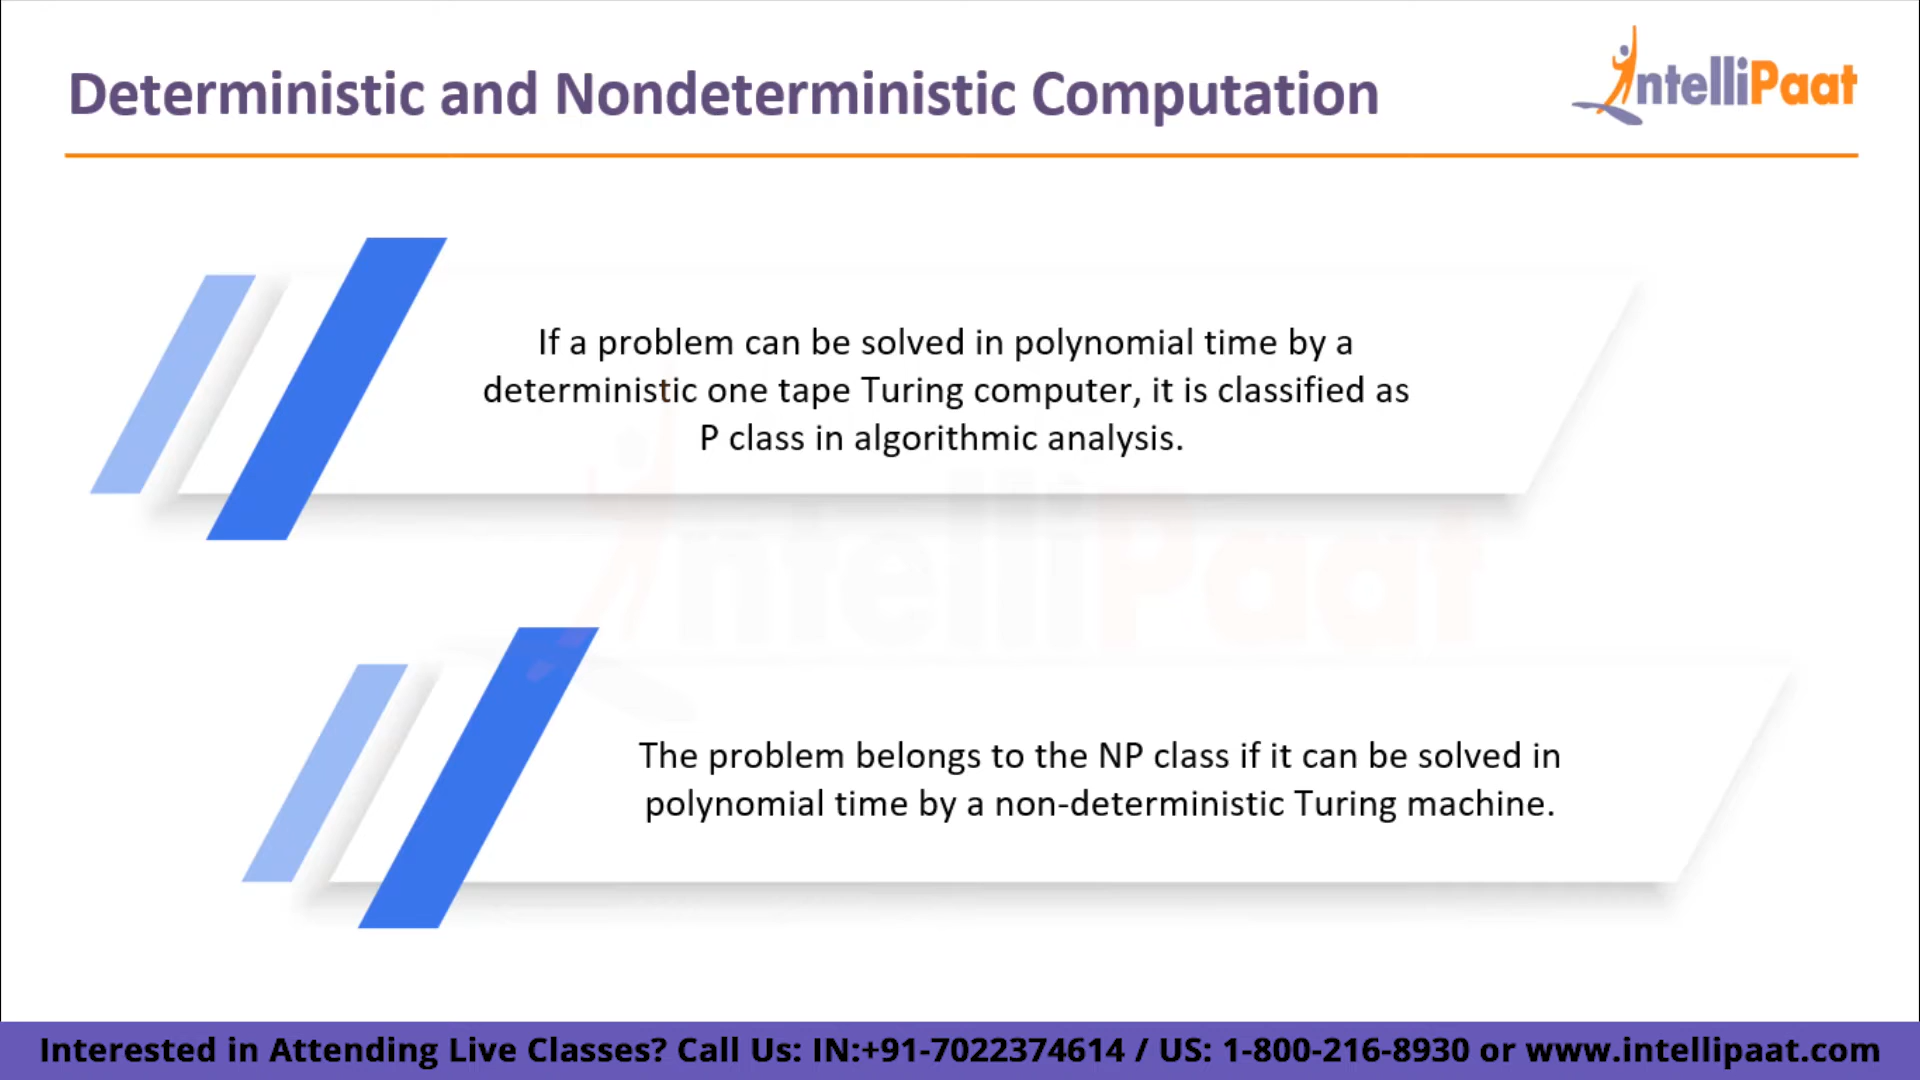 Deterministic and Nondeterministic Computation
IntelliPaat
If a problem can be solved in polynomial time by a
deterministic one tape Turing computer, it is classified as
P class in algorithmic analysis.
IntelliPaat
The problem belongs to the NP class if it can be solved in
polynomial time by a non-deterministic Turing machine.
Interested in Attending Live Classes? Call Us: IN:+91-7022374614 / US: 1-800-216-8930 or www.intellipaat.com